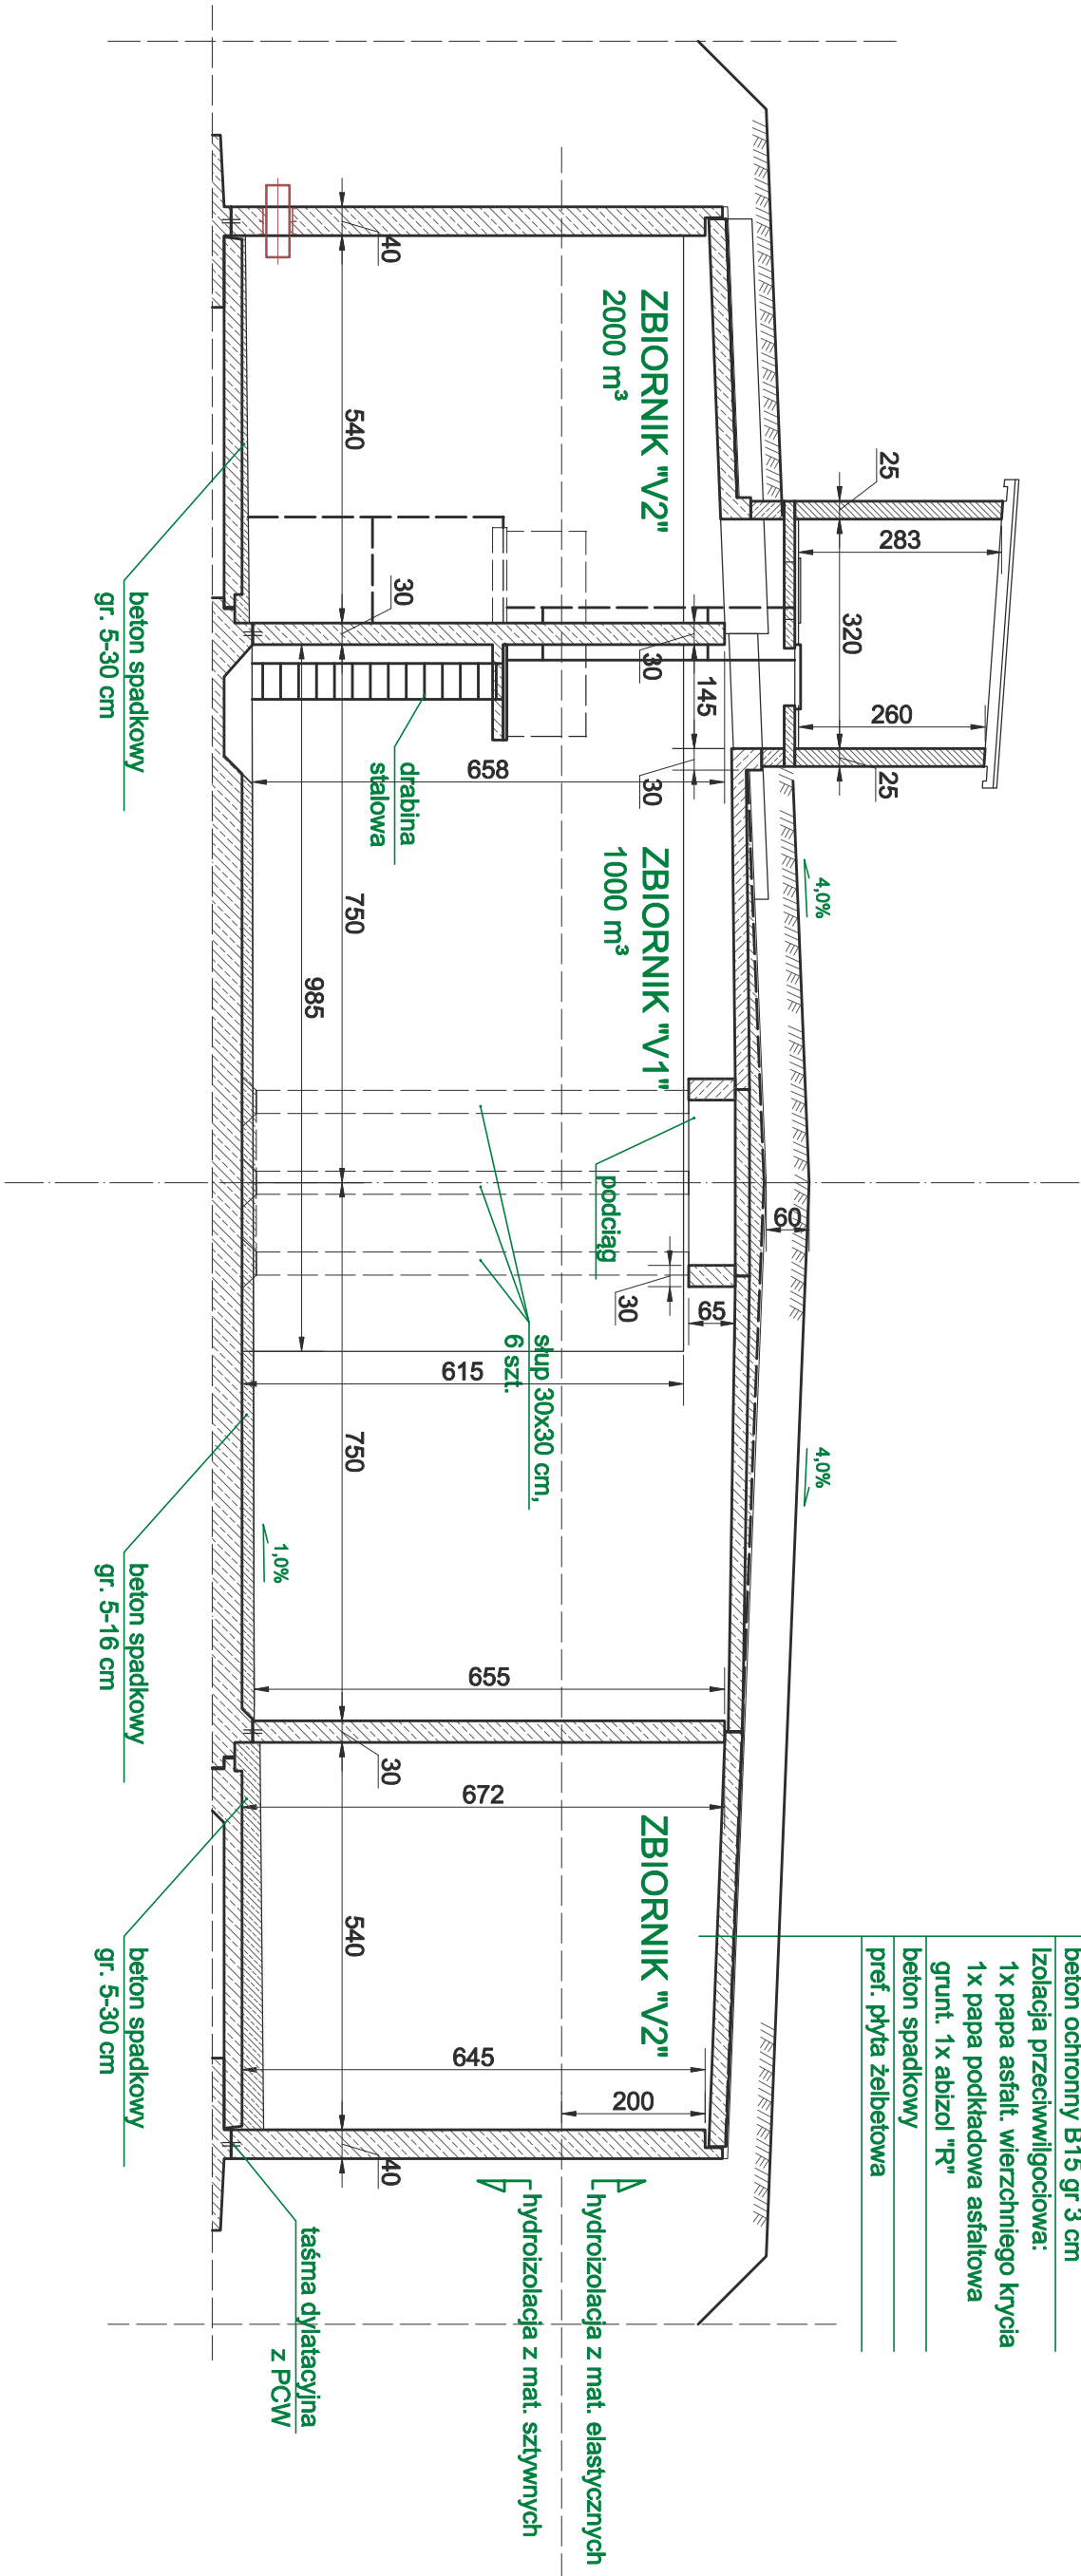 beton ochronny B15 gr 3 cm
Izolacja przeciwwilgociowa:
1x papa asfalt. wierzchniego krycia
1x papa podkładowa asfaltowa
grunt. 1x abizol "R"
beton spadkowy
pref. płyta żelbetowa
25
283
320
260
25
4,0%
4,0%
60
ZBIORNIK "V2"
2000 m³
30
145
30
ZBIORNIK "V1"
1000 m³
podciąg
30
65
ZBIORNIK "V2"
200
hydroizolacja z mat. elastycznych
hydroizolacja z mat. sztywnych
słup 30x30 cm,
6 szt.
658
615
655
672
645
40
540
30
drabina
stalowa
750
985
750
30
540
40
1,0%
taśma dylatacyjna
z PCW
beton spadkowy
gr. 5-30 cm
beton spadkowy
gr. 5-16 cm
beton spadkowy
gr. 5-30 cm